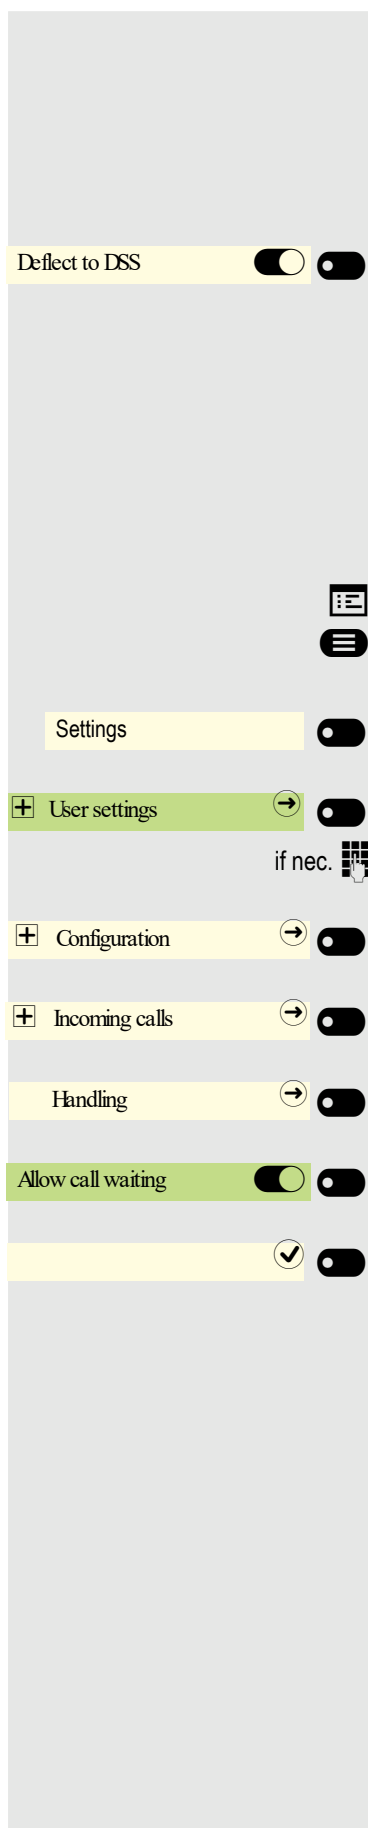 Deflect to DSS
Settings
User settings
if nec.
Configuration
Incoming calls
Handling
Allow call waiting